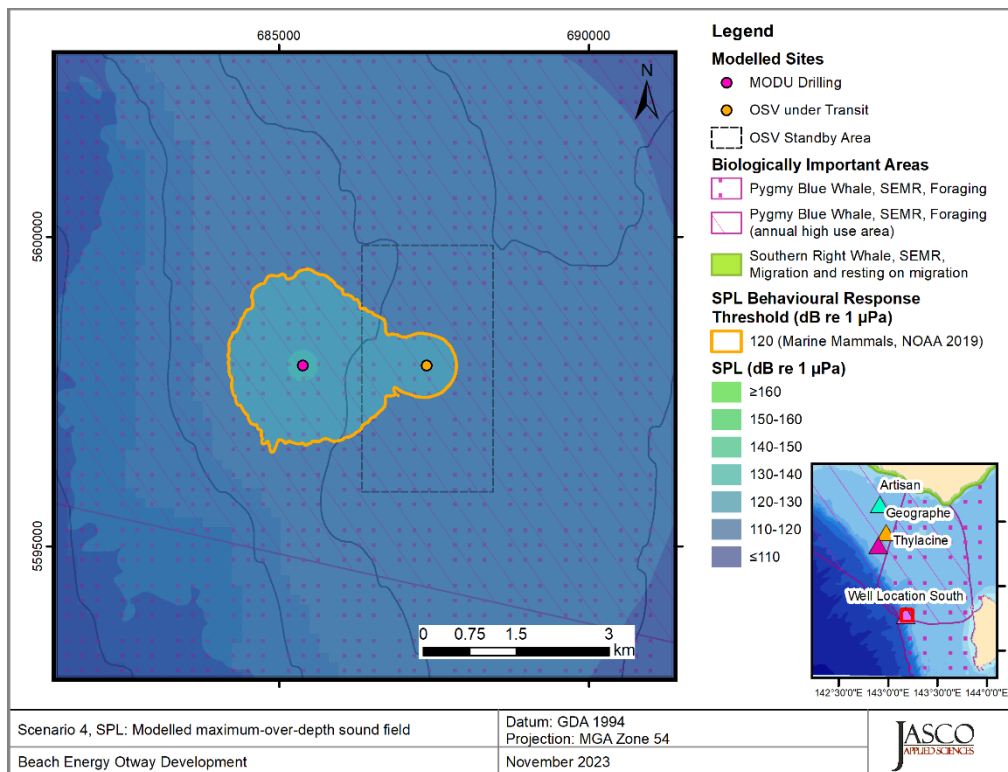 685000
690000
5600000
5595000
N
0 0.75 1.5 3
km
Legend
Modelled Sites
MODU Drilling
OSV under Transit
OSV Standby Area
Biologically Important Areas
Pygmy Blue Whale, SEMR, Foraging
Pygmy Blue Whale, SEMR, Foraging
(annual high use area)
Southern Right Whale, SEMR,
Migration and resting on migration
SPL Behavioural Response
Threshold (dB re 1 µPa)
120 (Marine Mammals, NOAA 2019)
SPL (dB re 1 µPa)
≥160
150-160
140-150
130-140
120-130
110-120
≤110
Artisan
Geographe
Thylacine
Well Location South
142°30'0"E 143°0'0"E 143°30'0"E 144°0'0"E
Scenario 4, SPL: Modelled maximum-over-depth sound field
Datum: GDA 1994
Projection: MGA Zone 54
Beach Energy Otway Development
November 2023
JASCO
APPLIED SCIENCES